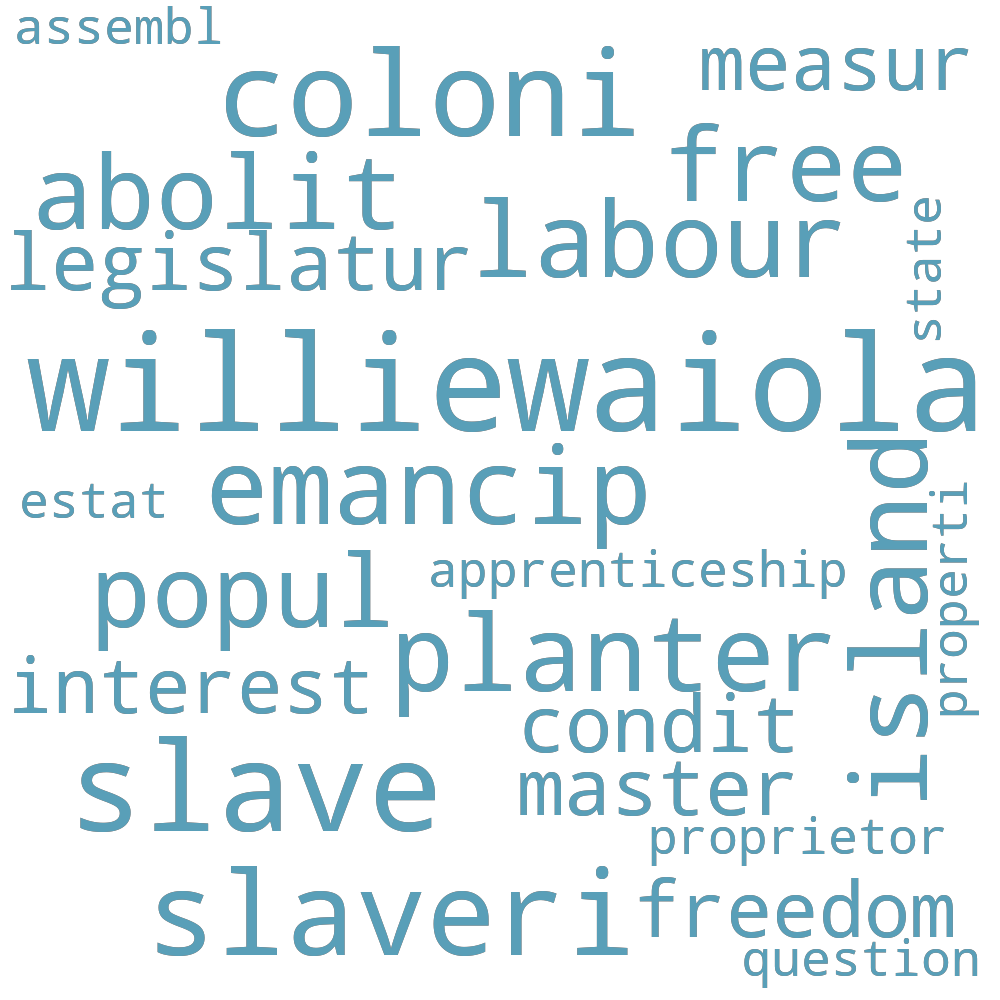 assembl
coloni
measur
free
abolit
labour
state
legislatur
williewaiola
island
emancip
estat
properti
popul
apprenticeship
planter
interest
condit
slave
master
proprietor
slaveri
freedom
question